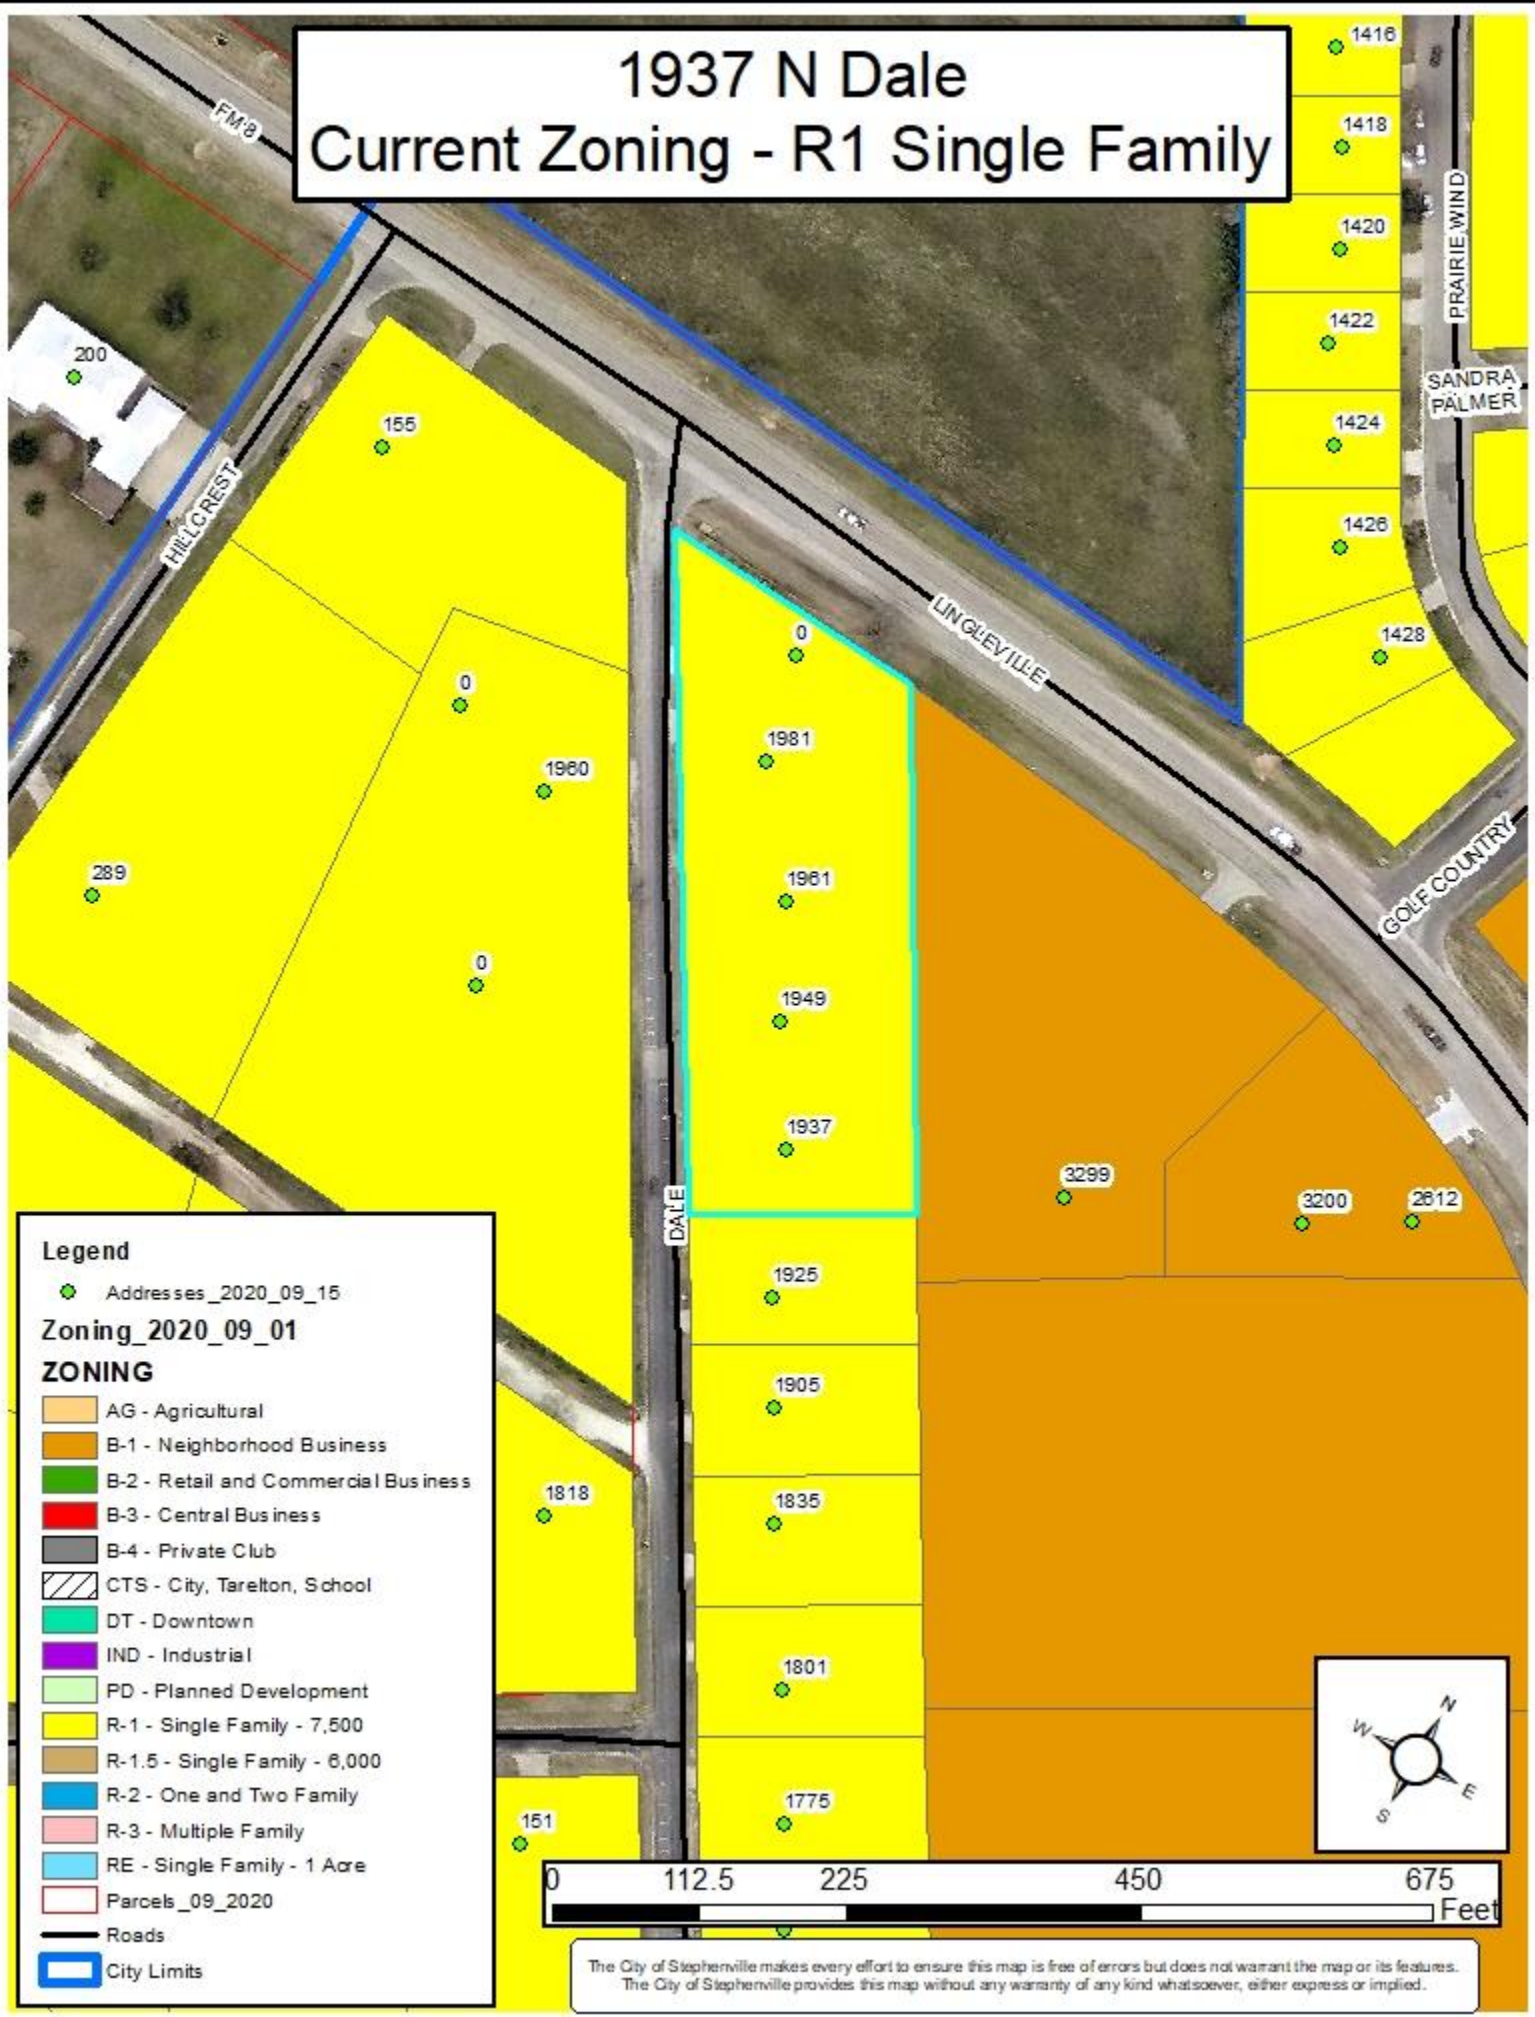 1937 N Dale
Current Zoning - R1 Single Family
FM 8
1416
1418
1420
PRAIRIE WIND
1422
SANDRA
PALMER
1424
1426
1428
200
155
HILLCREST
LINGLEVILLE
GOLF COUNTRY
0
0
1981
1960
289
1961
0
1949
1937
3299
3200
2612
DALE
1925
1905
1835
1818
1801
1775
151
Legend
Addresses_2020_09_15
Zoning_2020_09_01
ZONING
AG - Agricultural
B-1 - Neighborhood Business
B-2 - Retail and Commercial Business
B-3 - Central Business
B-4 - Private Club
CTS - City, Tarelton, School
DT - Downtown
IND - Industrial
PD - Planned Development
R-1 - Single Family - 7,500
R-1.5 - Single Family - 6,000
R-2 - One and Two Family
R-3 - Multiple Family
RE - Single Family - 1 Acre
Parcels_09_2020
Roads
City Limits
N
W
E
S
0 112.5 225 450 675
Feet
The City of Stephenville makes every effort to ensure this map is free of errors but does not warrant the map or its features.
The City of Stephenville provides this map without any warranty of any kind whatsoever, either express or implied.